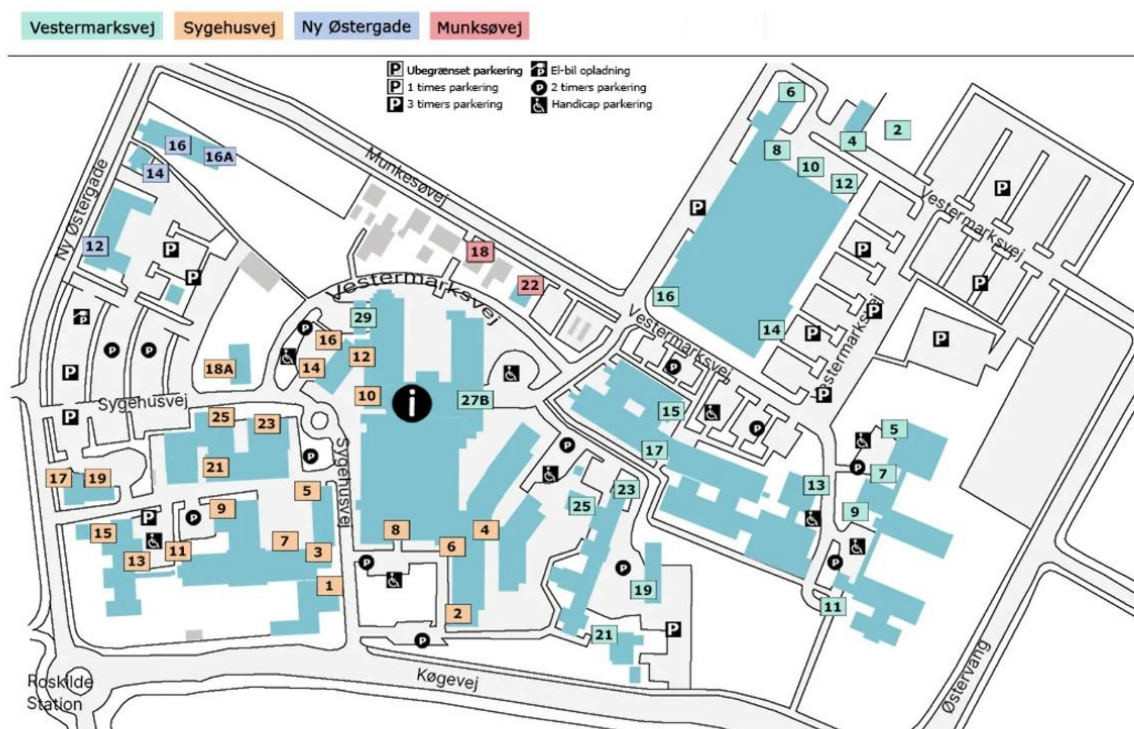 Vestermarksvej
Sygehusvej
Ny Østergade
Munksøvej
P Ubegrænset parkering
P 1 times parkering
P 3 timers parkering
El-bil opladning
P 2 timers parkering
Handicap parkering
6
2
4
16
16A
8
10
14
12
Munkesøvej
Ny Østergade
P
P
Vestermarksvej
12
18
P
P
P
22
P
Vestermarksvej
16
P
P
29
Vestermarksvej
14
P
P
P
16
P
P
P
12
Vestermarksvej
18A
14
P
P
10
i
27B
P
Sygehusvej
15
P
25
23
P
5
Sygehusvej
P
17
P
21
7
17
19
5
23
13
9
25
9
P
P
15
8
4
7
6
11
3
13
P
P
P
1
19
11
2
P
21
P
Køgevej
Østervang
Roskilde
Station